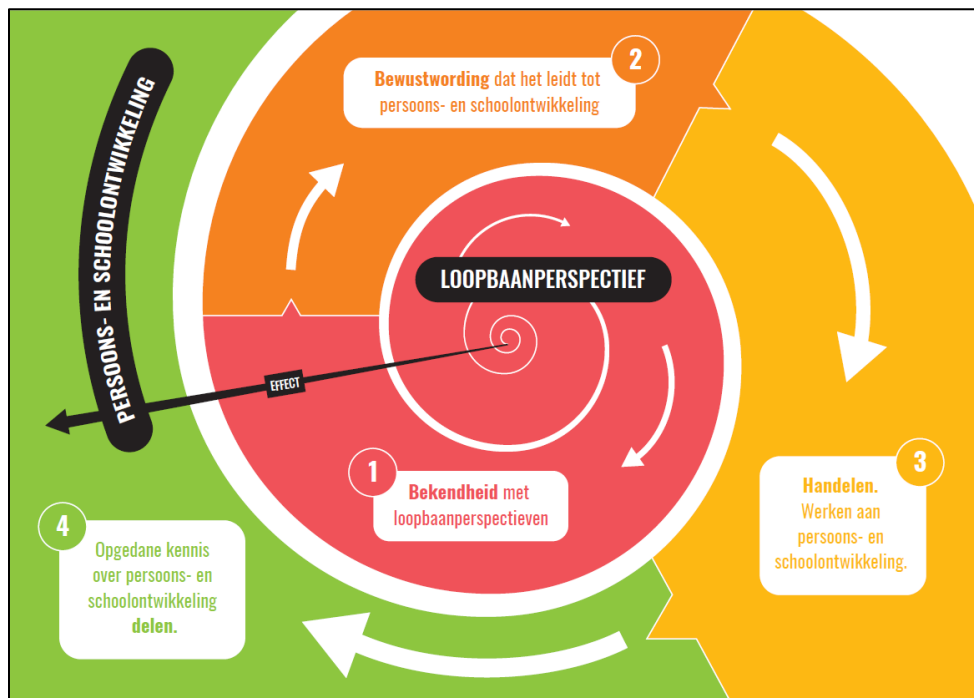 PERSOONS- EN SCHOOLONTWIKKELING
2
Bewustwording dat het leidt tot
persoons- en schoolontwikkeling
LOOPBAANPERSPECTIEF
EFFECT
1
Bekendheid met
loopbaanperspectieven
3
Handelen.
Werken aan
persoons- en
schoolontwikkeling.
4
Opgedane kennis
over persoons- en
schoolontwikkeling
delen.